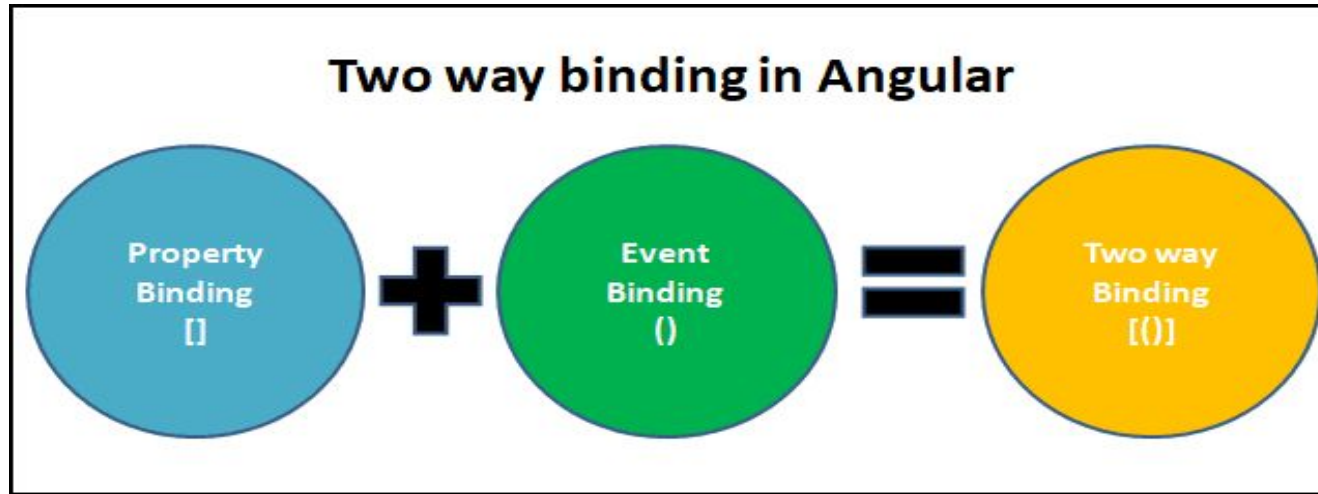 Two way binding in Angular
Property
Binding
[]
Event
Binding
()
Two way
Binding
[()]